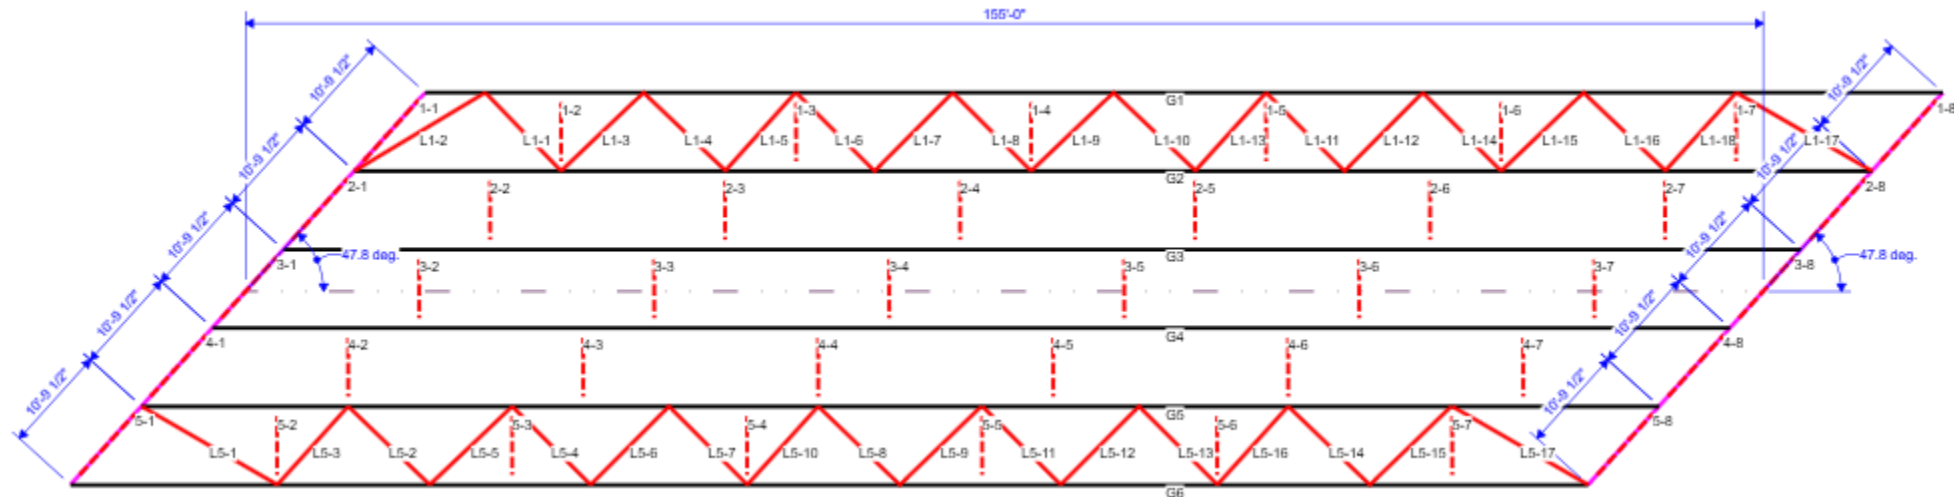 155'-0"
10'-9 1/2"
10'-9 1/2"
10'-9 1/2"
10'-9 1/2"
10'-9 1/2"
10'-9 1/2"
10'-9 1/2"
10'-9 1/2"
10'-9 1/2"
10'-9 1/2"
G1
1-1
1-2
1-3
1-4
1-5
1-6
1-7
1-8
L1-2
L1-1
L1-3
L1-4
L1-5
L1-6
L1-7
L1-8
L1-9
L1-10
L1-13
L1-11
L1-12
L1-14
L1-15
L1-16
L1-18
L1-17
G2
2-1
2-2
2-3
2-4
2-5
2-6
2-7
2-8
47.8 deg.
G3
47.8 deg.
3-1
3-2
3-3
3-4
3-5
3-6
3-7
3-8
G4
4-1
4-2
4-3
4-4
4-5
4-6
4-7
4-8
G5
5-1
5-2
5-3
5-4
5-5
5-6
5-7
5-8
L5-1
L5-3
L5-2
L5-5
L5-4
L5-6
L5-7
L5-10
L5-8
L5-9
L5-11
L5-12
L5-13
L5-16
L5-14
L5-15
L5-17
G6